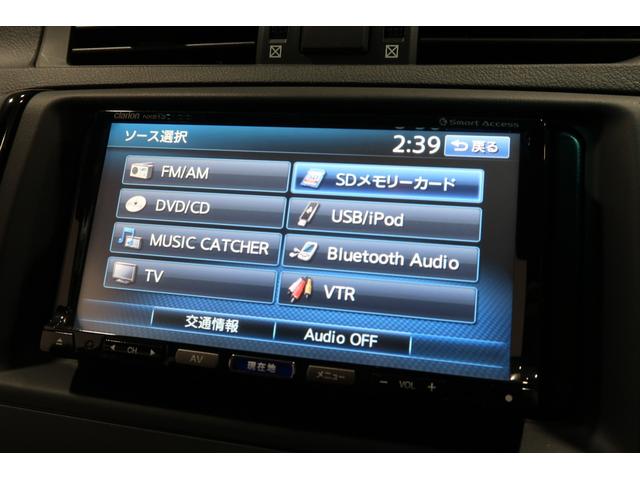 clarion
Smart Access
ソース選択
2:39
戻る
FM/AM
SDメモリーカード
DVD/CD
USB/iPod
MUSIC CATCHER
Bluetooth Audio
TV
VTR
交通情報
Audio OFF
CH
AV
現在地
メニュー
− VOL +